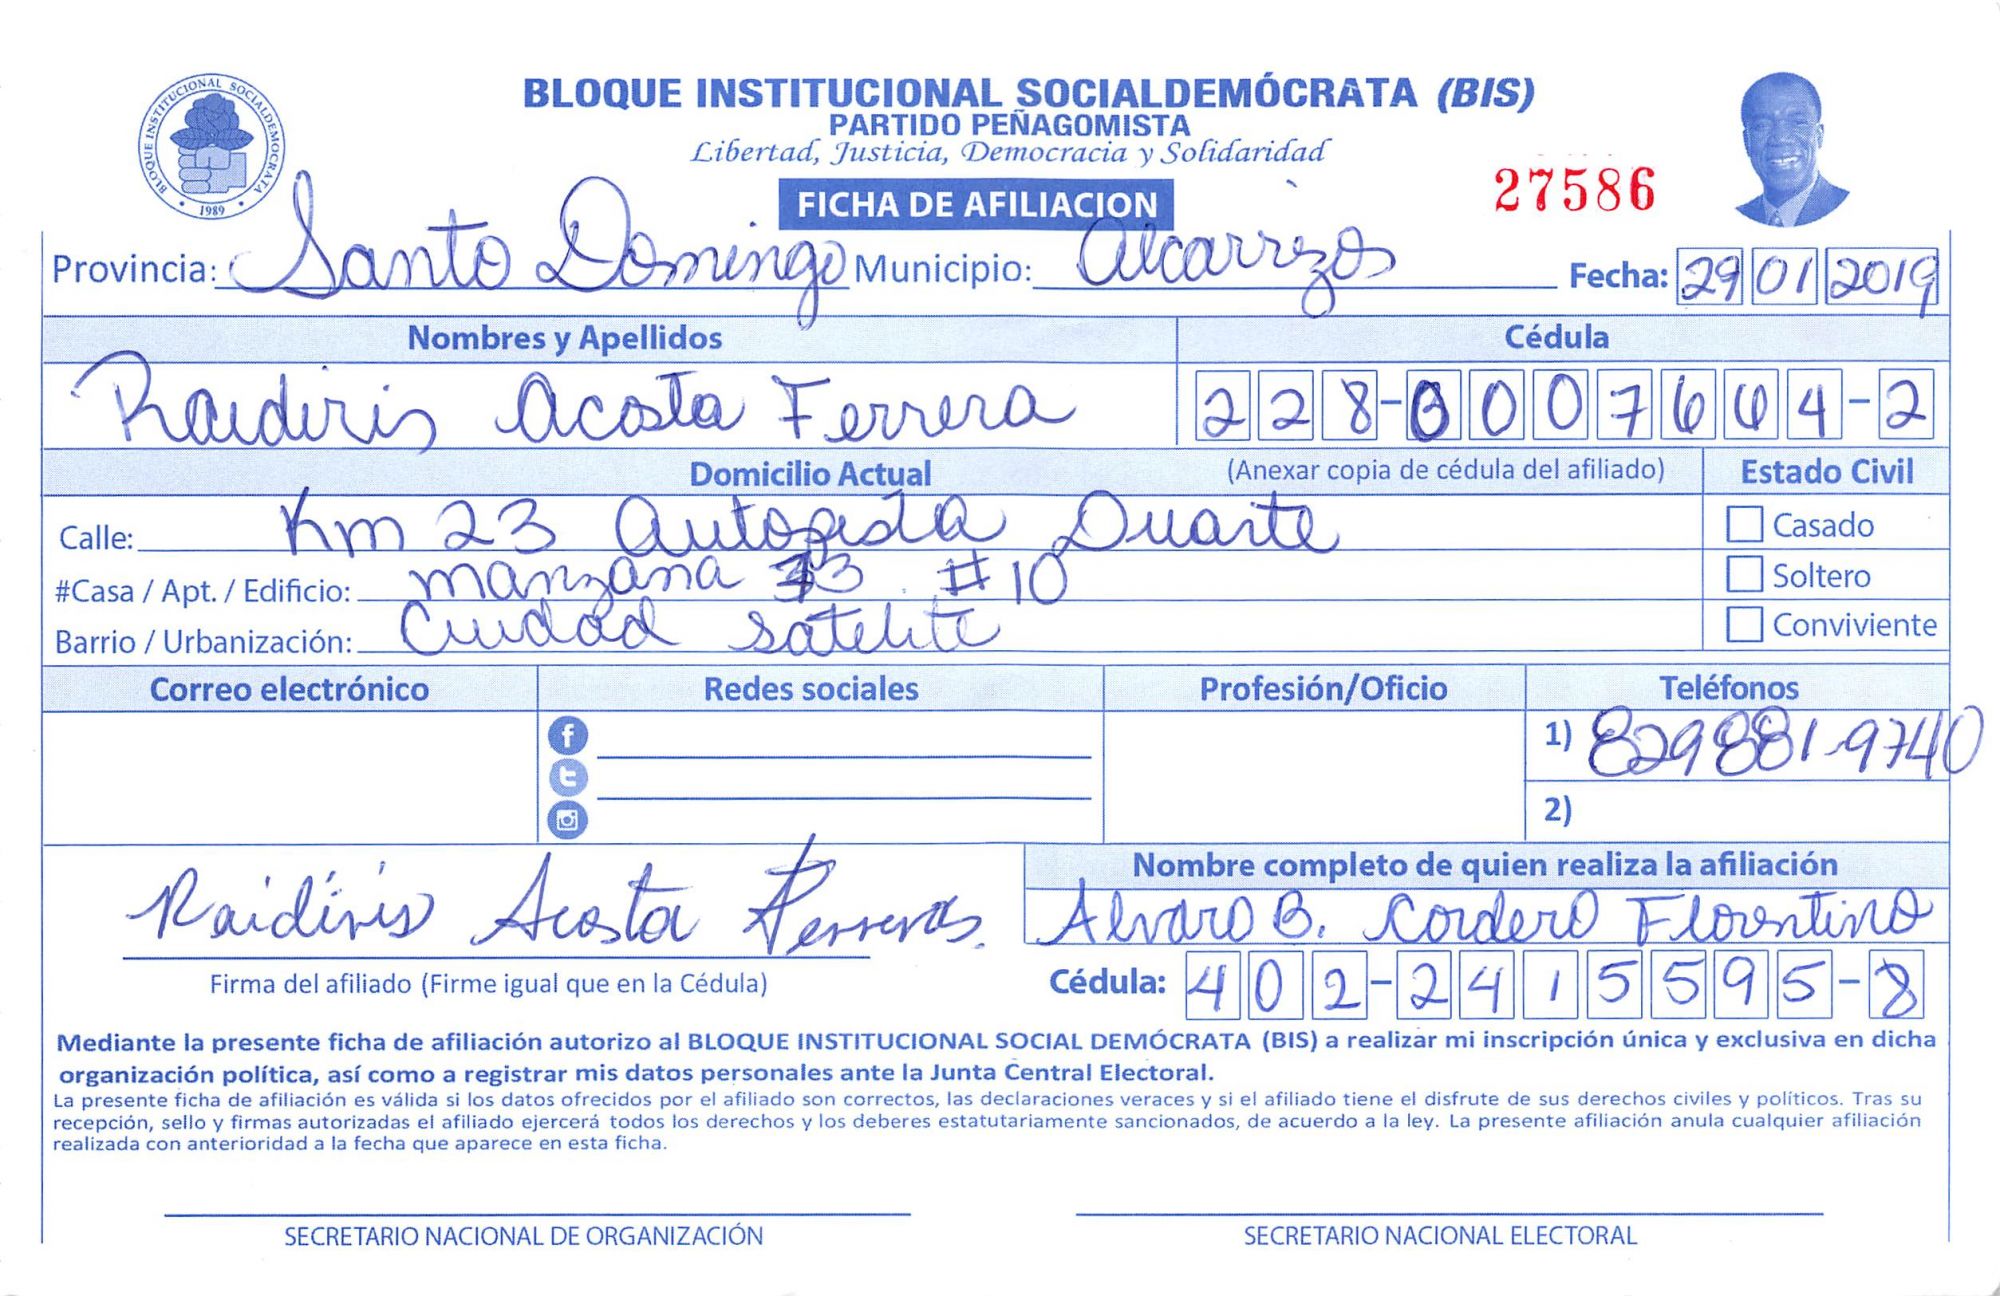 BLOQUE INSTITUCIONAL SOCIALDEMÓCRATA
1989
BLOQUE INSTITUCIONAL SOCIALDEMÓCRATA (BIS)
PARTIDO PEÑAGOMISTA
Libertad, Justicia, Democracia y Solidaridad
FICHA DE AFILIACION
27586
Provincia: Santo Domingo Municipio: Alcarrizos Fecha: 29 01 2019
Nombres y Apellidos Cédula
Raidiris Acosta Ferrera 228-0007644-2
Domicilio Actual (Anexar copia de cédula del afiliado) Estado Civil
Calle: Km 23 Autopista Duarte Casado
#Casa / Apt. / Edificio: manzana #10 Soltero
Barrio / Urbanización: Ciudad satelite Conviviente
Correo electrónico Redes sociales Profesión/Oficio Teléfonos
1) 829881-9740
2)
Nombre completo de quien realiza la afiliación
Raidiris Acosta Ferreras. Alvaro B. Cordero Florentino
Firma del afiliado (Firme igual que en la Cédula) Cédula: 402-2415595-8
Mediante la presente ficha de afiliación autorizo al BLOQUE INSTITUCIONAL SOCIAL DEMÓCRATA (BIS) a realizar mi inscripción única y exclusiva en dicha
organización política, así como a registrar mis datos personales ante la Junta Central Electoral.
La presente ficha de afiliación es válida si los datos ofrecidos por el afiliado son correctos, las declaraciones veraces y si el afiliado tiene el disfrute de sus derechos civiles y políticos. Tras su
recepción, sello y firmas autorizadas el afiliado ejercerá todos los derechos y los deberes estatutariamente sancionados, de acuerdo a la ley. La presente afiliación anula cualquier afiliación
realizada con anterioridad a la fecha que aparece en esta ficha.
SECRETARIO NACIONAL DE ORGANIZACIÓN SECRETARIO NACIONAL ELECTORAL